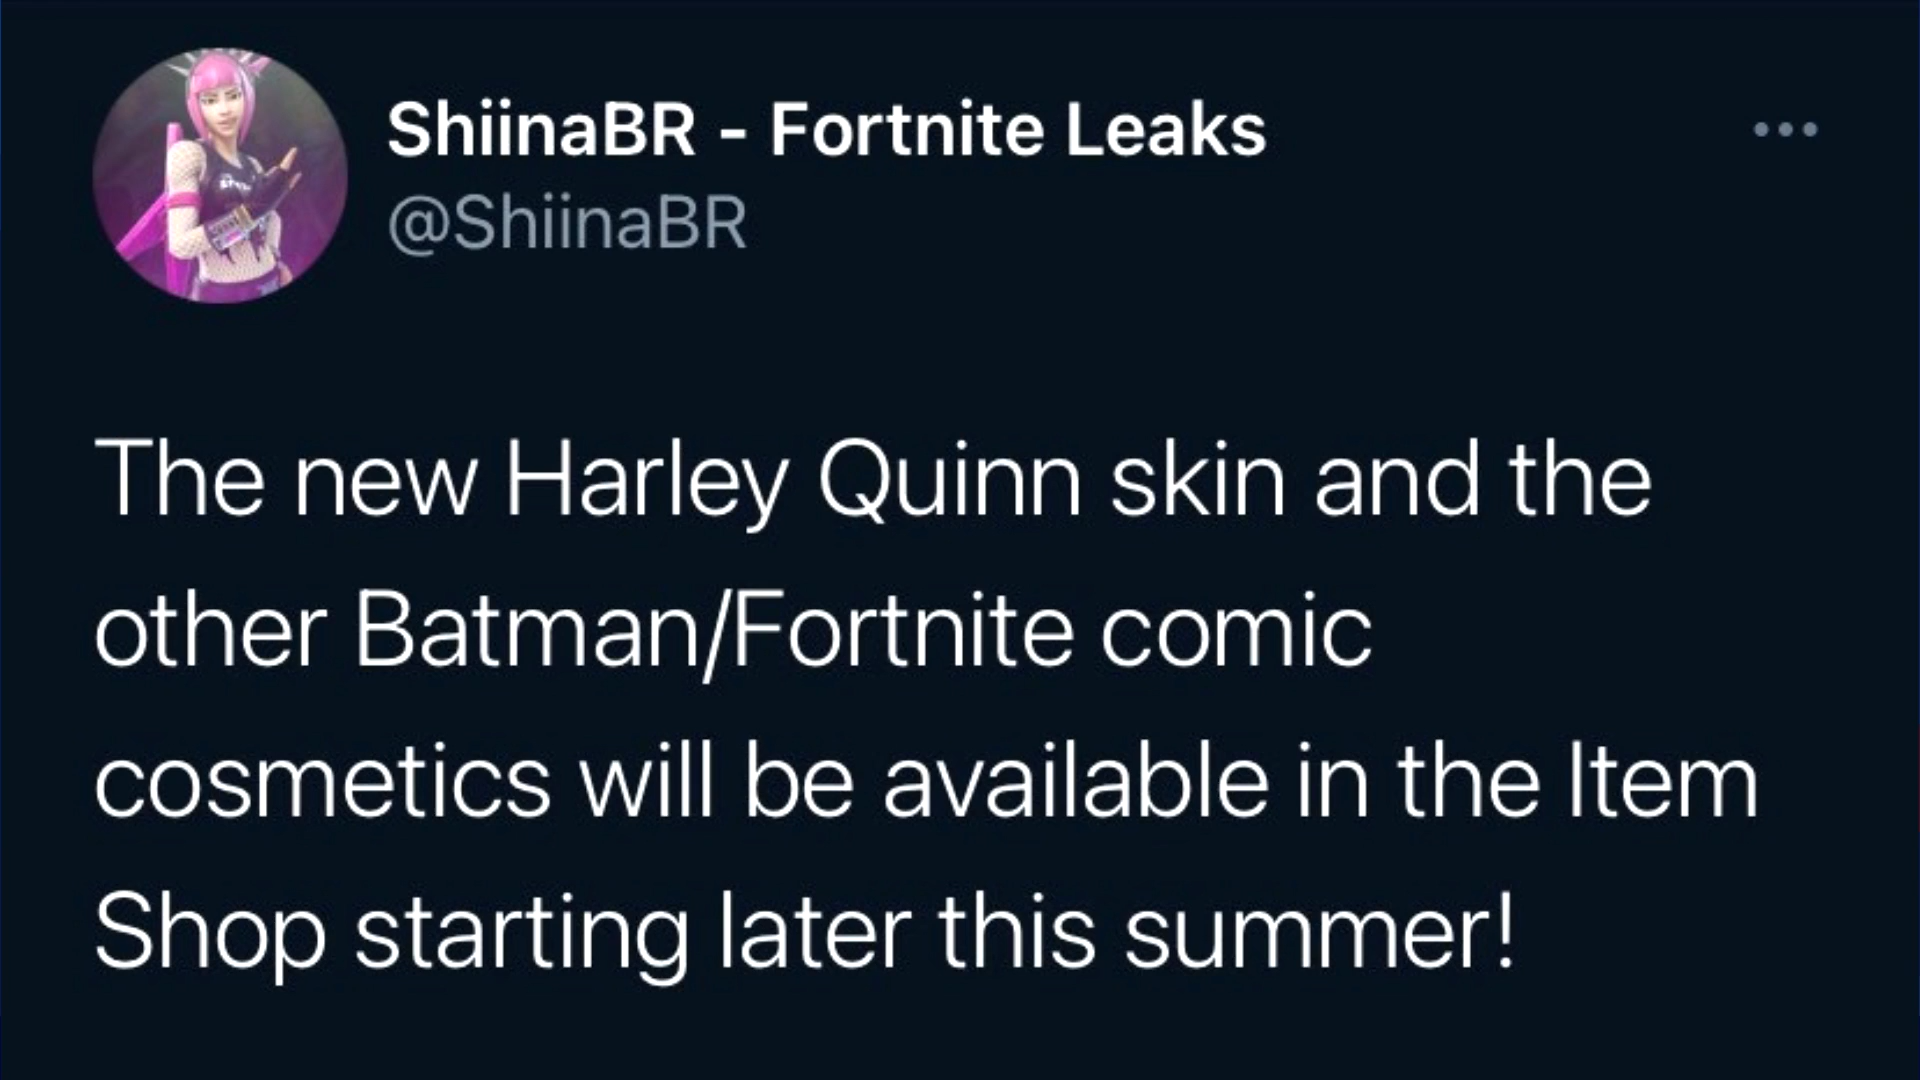 ShiinaBR - Fortnite Leaks
@ShiinaBR
The new Harley Quinn skin and the
other Batman/Fortnite comic
cosmetics will be available in the Item
Shop starting later this summer!